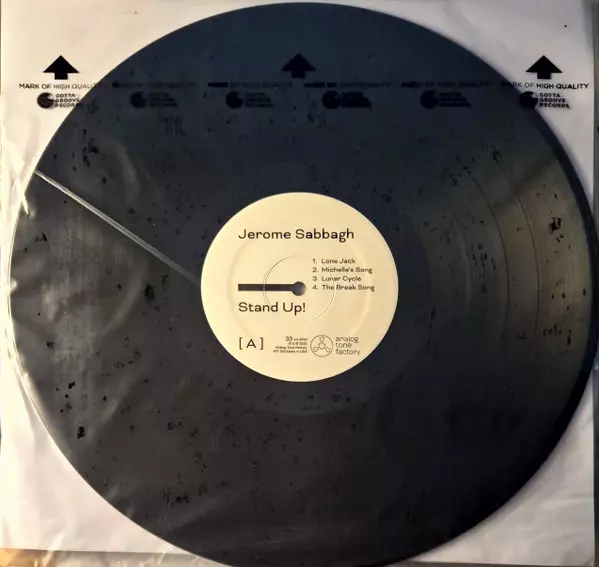 MARK OF HIGH QUALITY
MARK OF HIGH QUALITY
GOTTA
GROOVE
RECORDS
GOTTA
GROOVE
RECORDS
Jerome Sabbagh
1. Lone Jack
2. Michelle's Song
3. Lunar Cycle
4. The Break Song
Stand Up!
[A]
33
analog
tone
factory